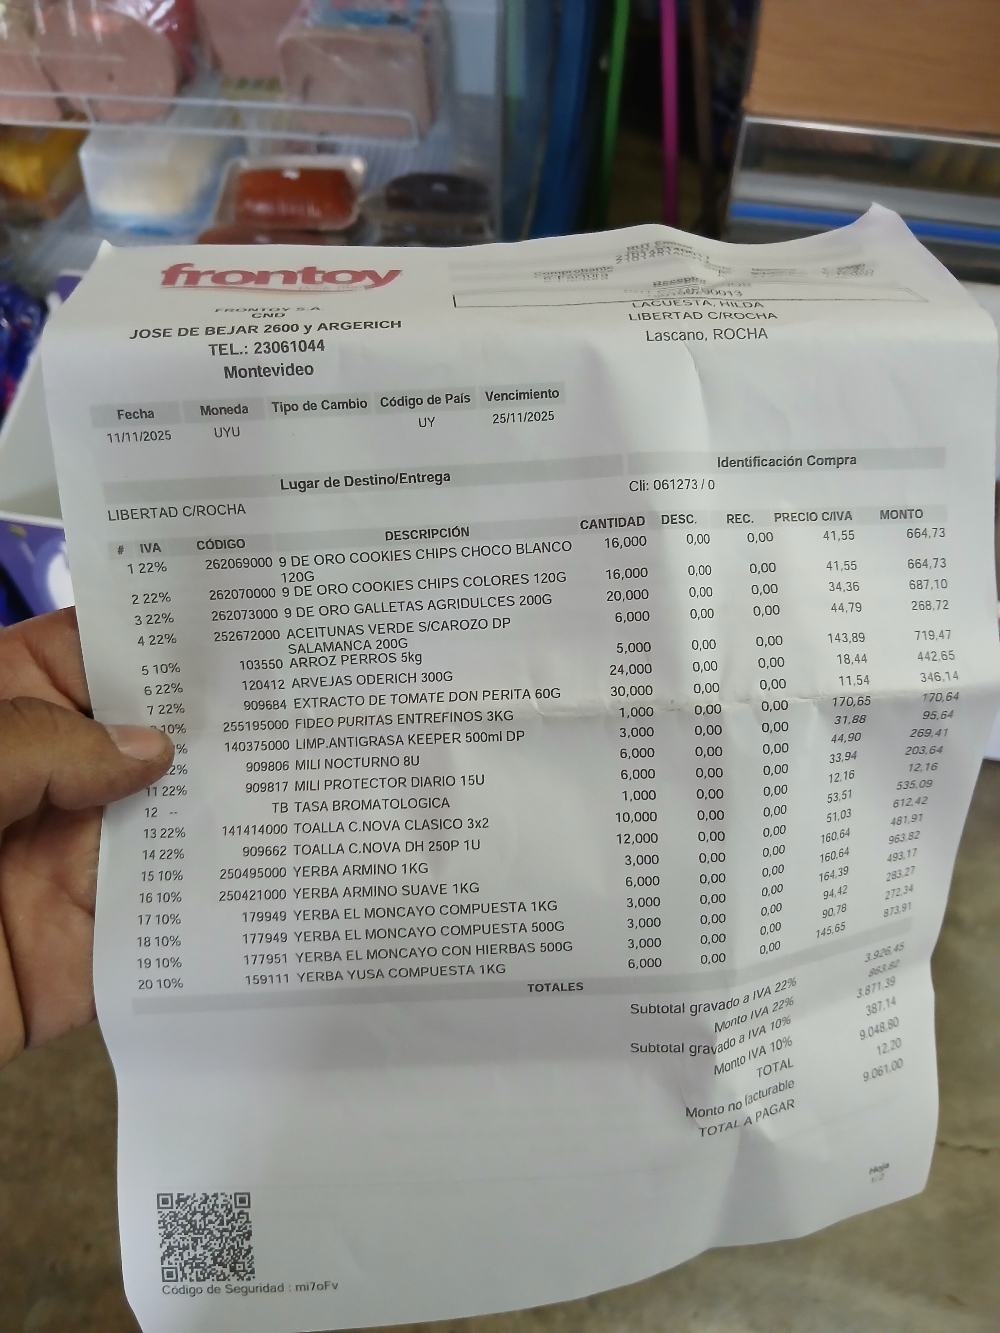 frontoy
FRONTOY S.A.
CND
JOSE DE BEJAR 2600 y ARGERICH
TEL.: 23061044
Montevideo
LACUESTA, HILDA
LIBERTAD C/ROCHA
Lascano, ROCHA
Fecha Moneda Tipo de Cambio Código de País Vencimiento
11/11/2025 UYU UY 25/11/2025
Lugar de Destino/Entrega Identificación Compra
LIBERTAD C/ROCHA Cli: 061273 / 0
# IVA CÓDIGO DESCRIPCIÓN CANTIDAD DESC. REC. PRECIO C/IVA MONTO
1 22% 262069000 9 DE ORO COOKIES CHIPS CHOCO BLANCO 16,000 0,00 0,00 41,55 664,73
120G
2 22% 262070000 9 DE ORO COOKIES CHIPS COLORES 120G 16,000 0,00 0,00 41,55 664,73
3 22% 262073000 9 DE ORO GALLETAS AGRIDULCES 200G 20,000 0,00 0,00 34,36 687,10
4 22% 252672000 ACEITUNAS VERDE S/CAROZO DP 6,000 0,00 0,00 44,79 268,72
SALAMANCA 200G
5 10% 103550 ARROZ PERROS 5kg 5,000 0,00 0,00 143,89 719,47
6 22% 120412 ARVEJAS ODERICH 300G 24,000 0,00 0,00 18,44 442,65
7 22% 909684 EXTRACTO DE TOMATE DON PERITA 60G 30,000 0,00 0,00 11,54 346,14
10% 255195000 FIDEO PURITAS ENTREFINOS 3KG 1,000 0,00 0,00 170,65 170,64
% 140375000 LIMP.ANTIGRASA KEEPER 500ml DP 3,000 0,00 0,00 31,88 95,64
22% 909806 MILI NOCTURNO 8U 6,000 0,00 0,00 44,90 269,41
11 22% 909817 MILI PROTECTOR DIARIO 15U 6,000 0,00 0,00 33,94 203,64
12 -- TB TASA BROMATOLOGICA 1,000 0,00 0,00 12,16 12,16
13 22% 141414000 TOALLA C.NOVA CLASICO 3x2 10,000 0,00 0,00 53,51 535,09
14 22% 909662 TOALLA C.NOVA DH 250P 1U 12,000 0,00 0,00 51,03 612,42
15 10% 250495000 YERBA ARMINO 1KG 3,000 0,00 0,00 160,64 481,91
16 10% 250421000 YERBA ARMINO SUAVE 1KG 6,000 0,00 0,00 160,64 963,82
17 10% 179949 YERBA EL MONCAYO COMPUESTA 1KG 3,000 0,00 0,00 164,39 493,17
18 10% 177949 YERBA EL MONCAYO COMPUESTA 500G 3,000 0,00 0,00 94,42 283,27
19 10% 177951 YERBA EL MONCAYO CON HIERBAS 500G 3,000 0,00 0,00 90,78 272,34
20 10% 159111 YERBA YUSA COMPUESTA 1KG 6,000 0,00 0,00 145,65 873,91
TOTALES
Subtotal gravado a IVA 22% 3.926,45
Monto IVA 22% 863,82
Subtotal gravado a IVA 10% 3.871,39
Monto IVA 10% 387,14
TOTAL 9.048,80
Monto no facturable 12,20
TOTAL A PAGAR 9.061,00
Hoja
Código de Seguridad : mi7oFv